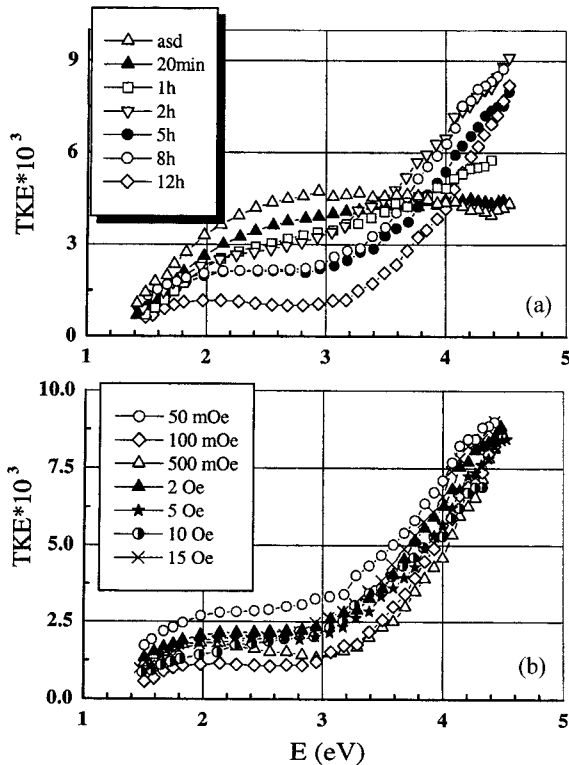 9
6
3
0
TKE*10³
asd
20min
1h
2h
5h
8h
12h
(a)
1 2 3 4 5
10.0
7.5
5.0
2.5
0.0
TKE*10³
50 mOe
100 mOe
500 mOe
2 Oe
5 Oe
10 Oe
15 Oe
(b)
1 2 3 4 5
E (eV)